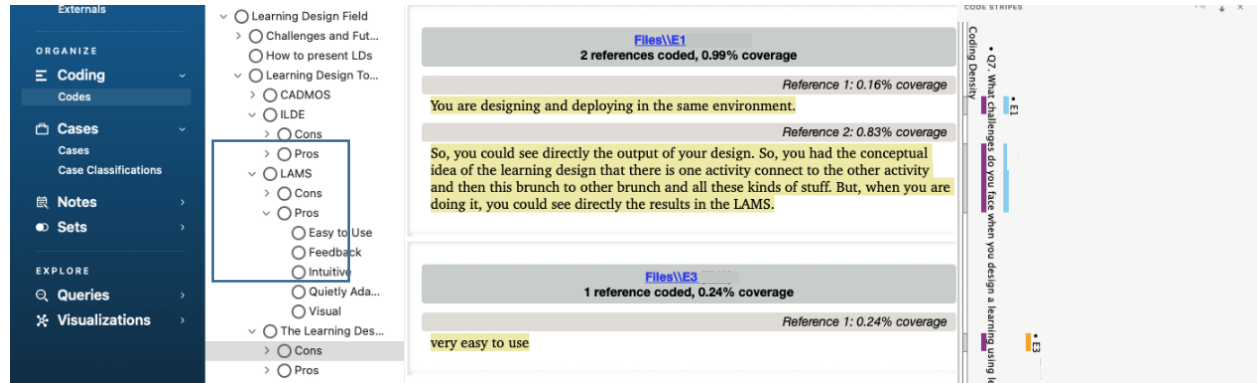 Externals
ORGANIZE
Coding
Codes
Cases
Cases
Case Classifications
Notes
Sets
EXPLORE
Queries
Visualizations
Learning Design Field
Challenges and Fut...
How to present LDs
Learning Design To...
CADMOS
ILDE
Cons
Pros
LAMS
Cons
Pros
Easy to Use
Feedback
Intuitive
Quietly Ada...
Visual
The Learning Des...
Cons
Pros
Files\\E1
2 references coded, 0.99% coverage
Reference 1: 0.16% coverage
You are designing and deploying in the same environment.
Reference 2: 0.83% coverage
So, you could see directly the output of your design. So, you had the conceptual
idea of the learning design that there is one activity connect to the other activity
and then this brunch to other brunch and all these kinds of stuff. But, when you are
doing it, you could see directly the results in the LAMS.
Files\\E3
1 reference coded, 0.24% coverage
Reference 1: 0.24% coverage
very easy to use
CODE STRIPES
Coding Density
• Q7. What challenges do you face when you design a learning using le
• E1
• E3